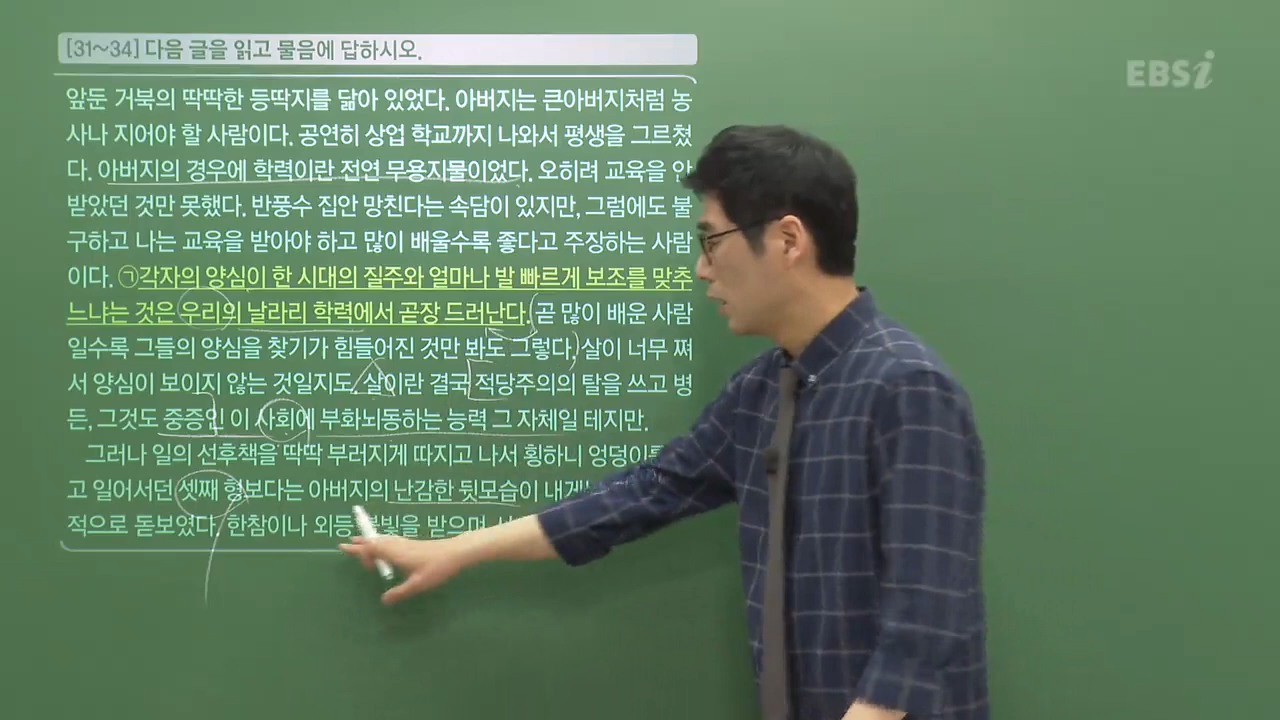 [31~34] 다음 글을 읽고 물음에 답하시오.
EBSi
앞둔 거북의 딱딱한 등딱지를 닮아 있었다. 아버지는 큰아버지처럼 농
사나 지어야 할 사람이다. 공연히 상업 학교까지 나와서 평생을 그르쳤
다. 아버지의 경우에 학력이란 전연 무용지물이었다. 오히려 교육을 안
받았던 것만 못했다. 반풍수 집안 망친다는 속담이 있지만, 그럼에도 불
구하고 나는 교육을 받아야 하고 많이 배울수록 좋다고 주장하는 사람
이다. ㉠각자의 양심이 한 시대의 질주와 얼마나 발 빠르게 보조를 맞추
느냐는 것은 우리의 날라리 학력에서 곧장 드러난다. 곧 많이 배운 사람
일수록 그들의 양심을 찾기가 힘들어진 것만 봐도 그렇다. 살이 너무 쪄
서 양심이 보이지 않는 것일지도. 살이란 결국 적당주의의 탈을 쓰고 병
든, 그것도 중증인 이 사회에 부화뇌동하는 능력 그 자체일 테지만.
그러나 일의 선후책을 딱딱 부러지게 따지고 나서 횡하니 엉덩이를
고 일어서던 셋째 형보다는 아버지의 난감한 뒷모습이 내게
적으로 돋보였다. 한참이나 외등 불빛을 받으며